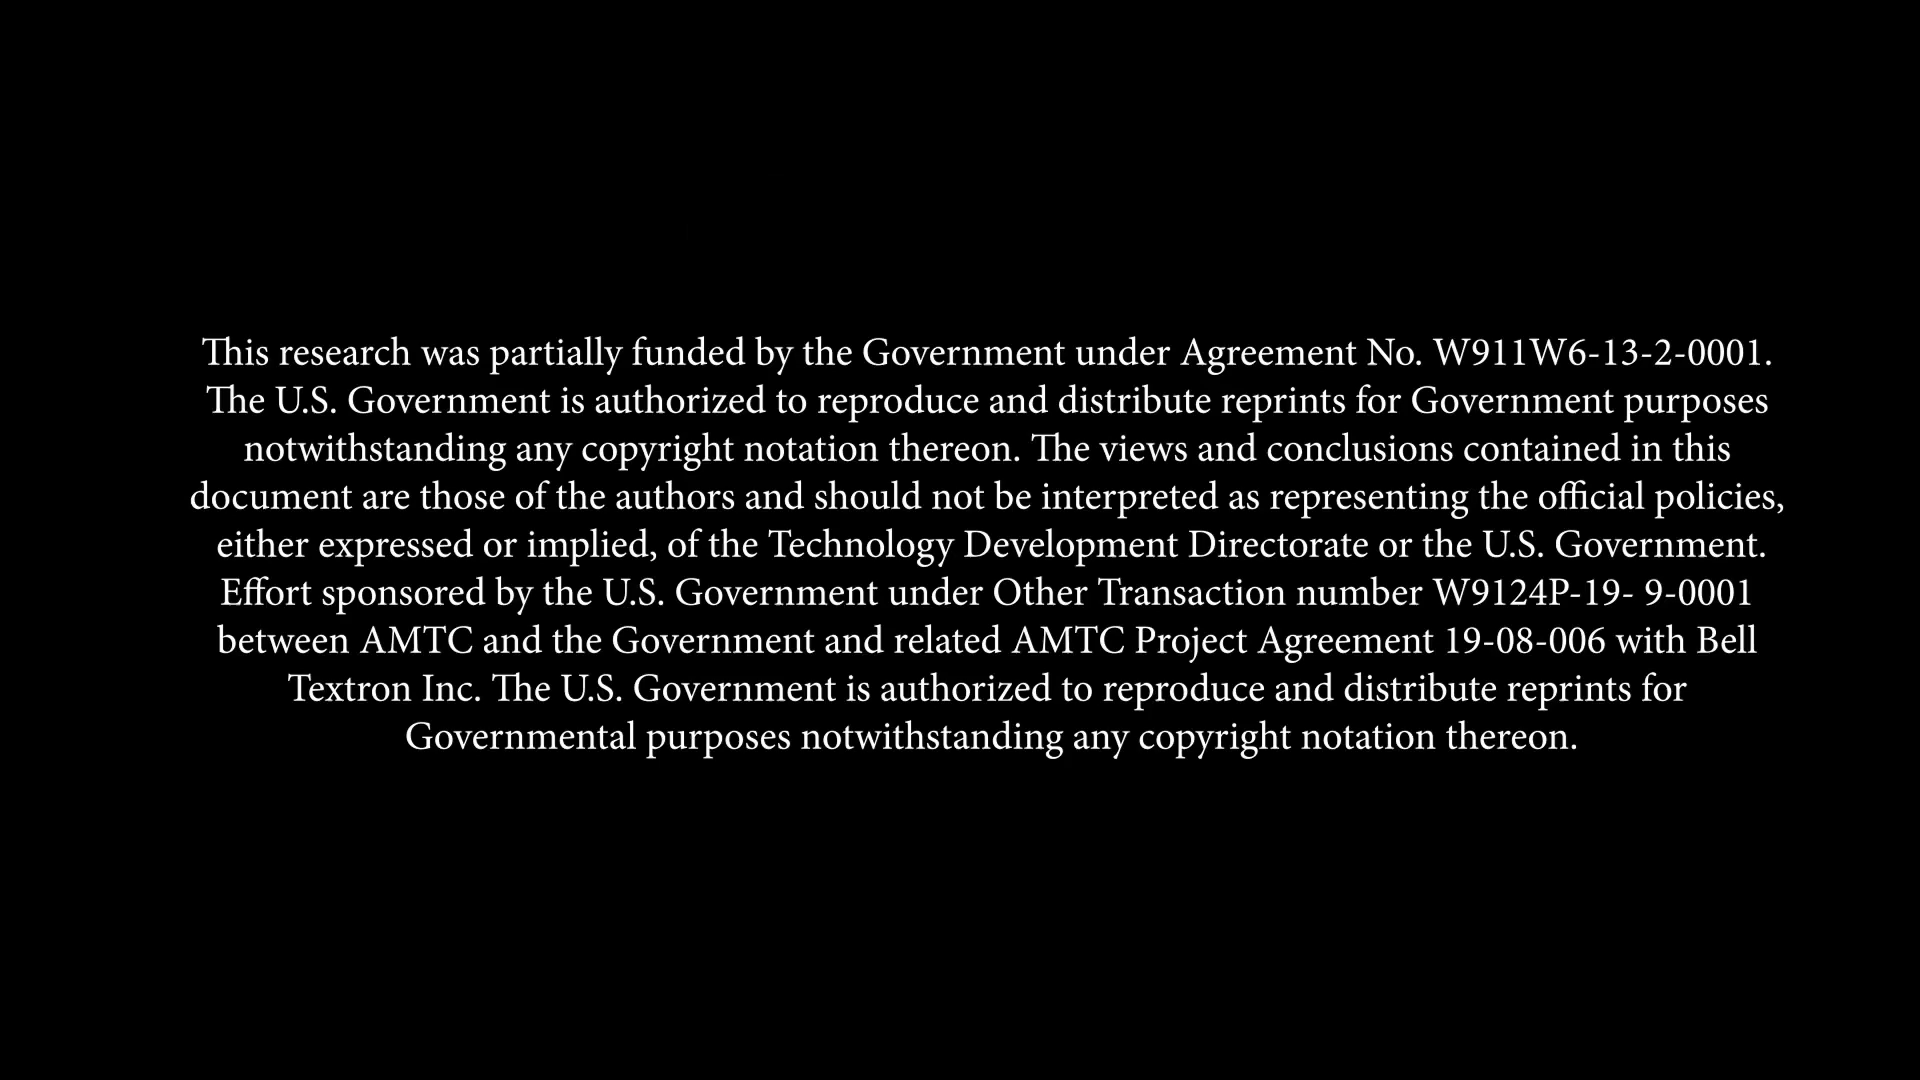 This research was partially funded by the Government under Agreement No. W911W6-13-2-0001.
The U.S. Government is authorized to reproduce and distribute reprints for Government purposes
notwithstanding any copyright notation thereon. The views and conclusions contained in this
document are those of the authors and should not be interpreted as representing the official policies,
either expressed or implied, of the Technology Development Directorate or the U.S. Government.
Effort sponsored by the U.S. Government under Other Transaction number W9124P-19- 9-0001
between AMTC and the Government and related AMTC Project Agreement 19-08-006 with Bell
Textron Inc. The U.S. Government is authorized to reproduce and distribute reprints for
Governmental purposes notwithstanding any copyright notation thereon.